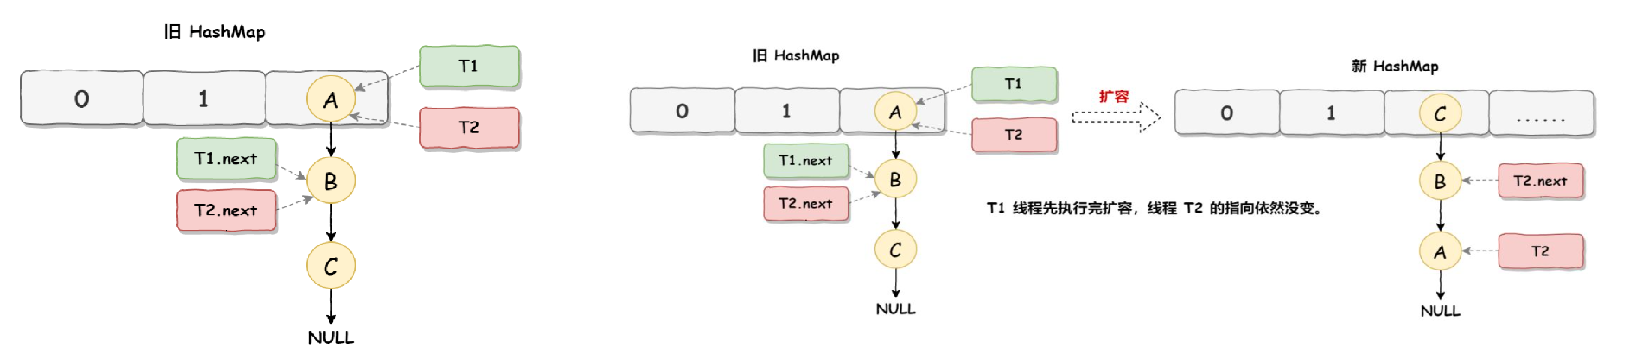 旧 HashMap
0
1
A
T1
T2
T1.next
B
T2.next
C
NULL
旧 HashMap
0
1
A
T1
T2
T1.next
B
T2.next
C
NULL
扩容
T1 线程先执行完扩容，线程 T2 的指向依然没变。
新 HashMap
0
1
C
......
B
T2.next
A
T2
NULL